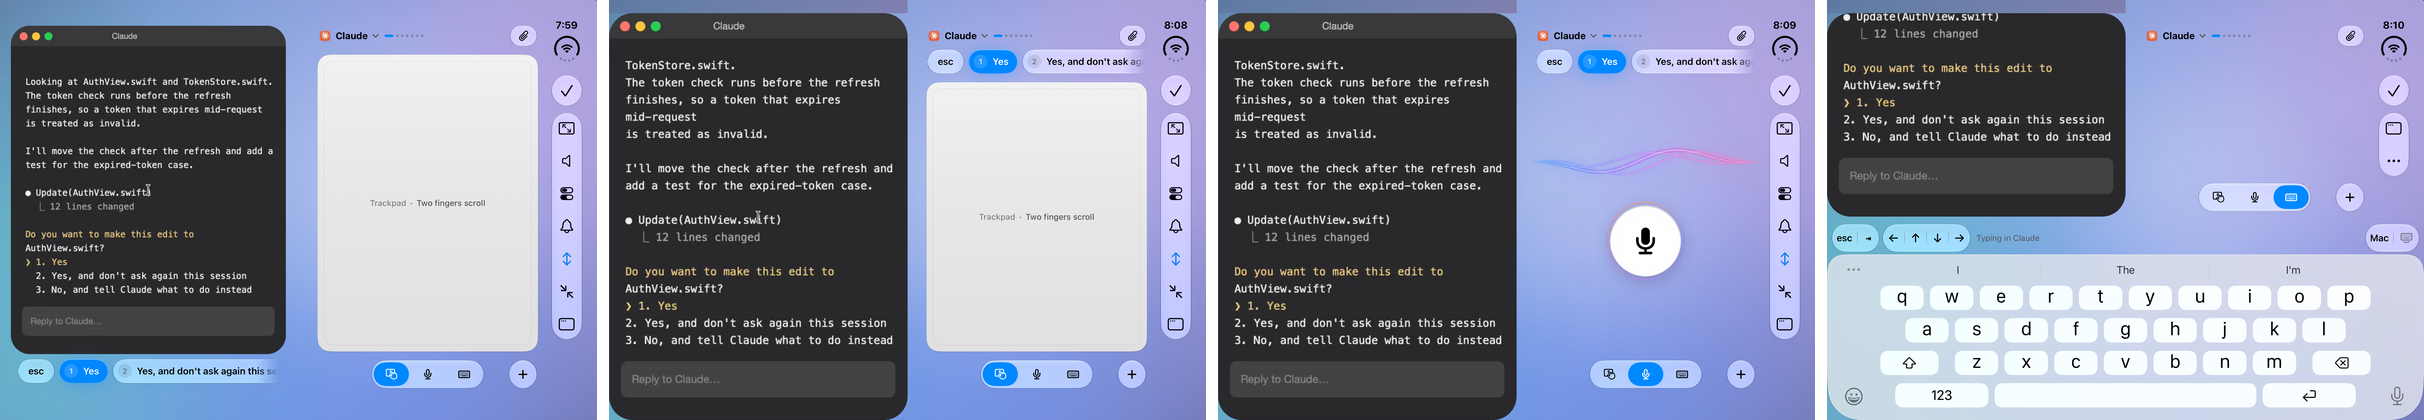 7:59
Claude
Claude
Looking at AuthView.swift and TokenStore.swift.
The token check runs before the refresh
finishes, so a token that expires mid-request
is treated as invalid.
I'll move the check after the refresh and add a
test for the expired-token case.
Update(AuthView.swift)
12 lines changed
Do you want to make this edit to
AuthView.swift?
❯ 1. Yes
2. Yes, and don't ask again this session
3. No, and tell Claude what to do instead
Reply to Claude…
esc 1 Yes 2 Yes, and don't ask again this se
Trackpad · Two fingers scroll
8:08
Claude
Claude
esc 1 Yes 2 Yes, and don't ask aga
TokenStore.swift.
The token check runs before the refresh
finishes, so a token that expires
mid-request
is treated as invalid.
I'll move the check after the refresh and
add a test for the expired-token case.
Update(AuthView.swift)
12 lines changed
Do you want to make this edit to
AuthView.swift?
❯ 1. Yes
2. Yes, and don't ask again this session
3. No, and tell Claude what to do instead
Reply to Claude…
Trackpad · Two fingers scroll
8:09
Claude
Claude
esc 1 Yes 2 Yes, and don't ask aga
TokenStore.swift.
The token check runs before the refresh
finishes, so a token that expires
mid-request
is treated as invalid.
I'll move the check after the refresh and
add a test for the expired-token case.
Update(AuthView.swift)
12 lines changed
Do you want to make this edit to
AuthView.swift?
❯ 1. Yes
2. Yes, and don't ask again this session
3. No, and tell Claude what to do instead
Reply to Claude…
8:10
Claude
Update(AuthView.swift)
12 lines changed
Do you want to make this edit to
AuthView.swift?
❯ 1. Yes
2. Yes, and don't ask again this session
3. No, and tell Claude what to do instead
Reply to Claude…
esc ⇥ ← ↑ ↓ → Typing in Claude Mac
I The I'm
q w e r t y u i o p
a s d f g h j k l
z x c v b n m
123